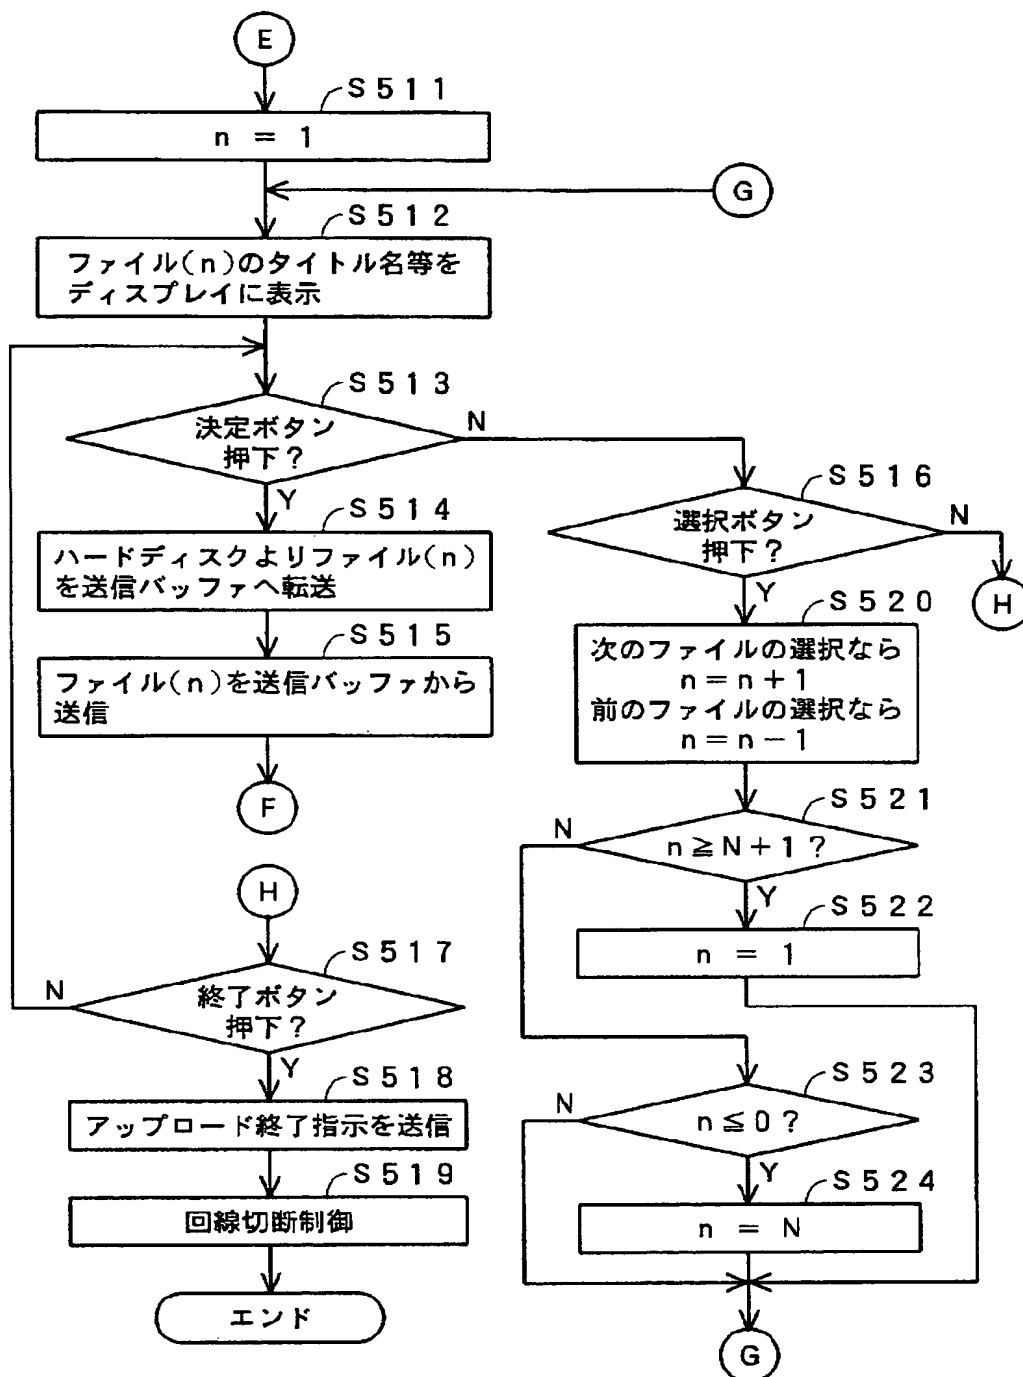 E
S511
n = 1
G
S512
ファイル(n)のタイトル名等を
ディスプレイに表示
S513
決定ボタン
押下?
N
Y
S514
ハードディスクよりファイル(n)
を送信バッファへ転送
S515
ファイル(n)を送信バッファから
送信
F
S516
選択ボタン
押下?
N
H
Y
S520
次のファイルの選択なら
n=n+1
前のファイルの選択なら
n=n-1
S521
n≧N+1?
N
Y
S522
n = 1
S523
n≦0?
N
Y
S524
n = N
G
H
S517
終了ボタン
押下?
N
Y
S518
アップロード終了指示を送信
S519
回線切断制御
エンド